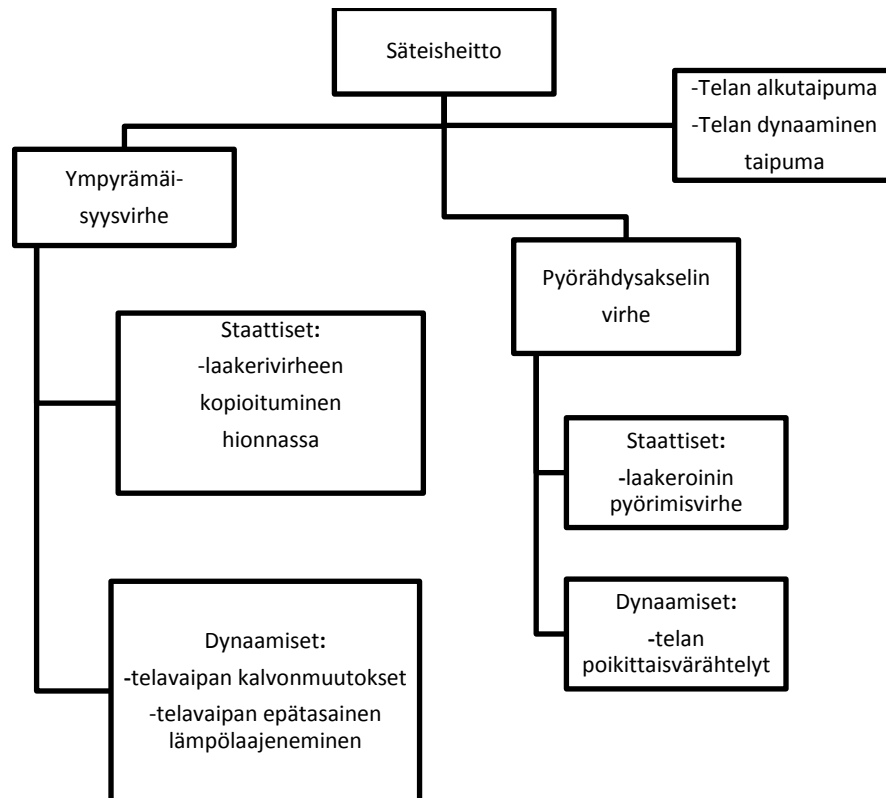 Säteisheitto
-Telan alkutaipuma
-Telan dynaaminen
taipuma
Ympyrämäi-
syysvirhe
Pyörähdysakselin
virhe
Staattiset:
-laakerivirheen
kopioituminen
hionnassa
Staattiset:
-laakeroinin
pyörimisvirhe
Dynaamiset:
-telavaipan kalvonmuutokset
-telavaipan epätasainen
lämpölaajeneminen
Dynaamiset:
-telan
poikittaisvärähtelyt